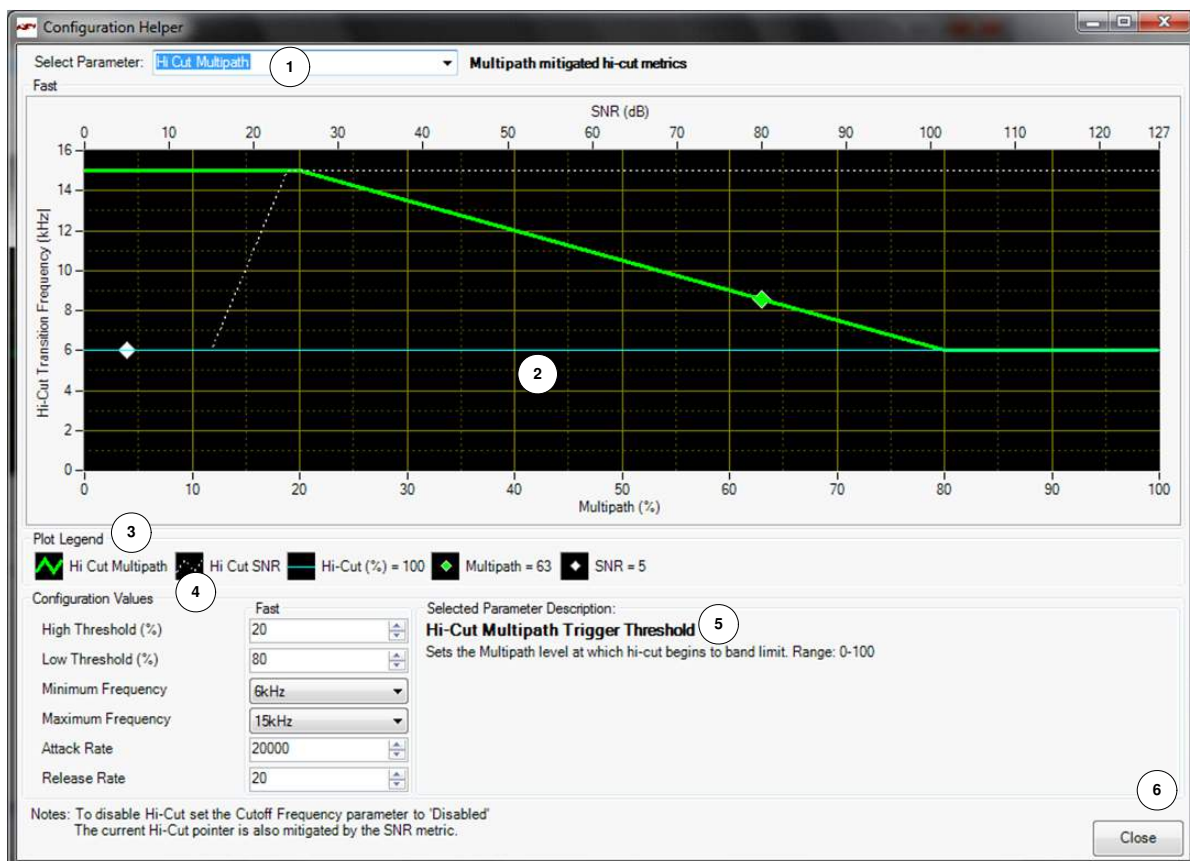 Configuration Helper
Select Parameter: Hi Cut Multipath 1 Multipath mitigated hi-cut metrics
Fast
SNR (dB)
0 10 20 30 40 50 60 70 80 90 100 110 120 127
Hi-Cut Transition Frequency (kHz)
16
14
12
10
8
6
4
2
0
2
0 10 20 30 40 50 60 70 80 90 100
Multipath (%)
Plot Legend 3
Hi Cut Multipath Hi Cut SNR Hi-Cut (%) = 100 Multipath = 63 SNR = 5
4
Configuration Values
Fast
High Threshold (%) 20
Low Threshold (%) 80
Minimum Frequency 6kHz
Maximum Frequency 15kHz
Attack Rate 20000
Release Rate 20
Selected Parameter Description:
Hi-Cut Multipath Trigger Threshold 5
Sets the Multipath level at which hi-cut begins to band limit. Range: 0-100
6
Notes: To disable Hi-Cut set the Cutoff Frequency parameter to 'Disabled'
The current Hi-Cut pointer is also mitigated by the SNR metric.
Close